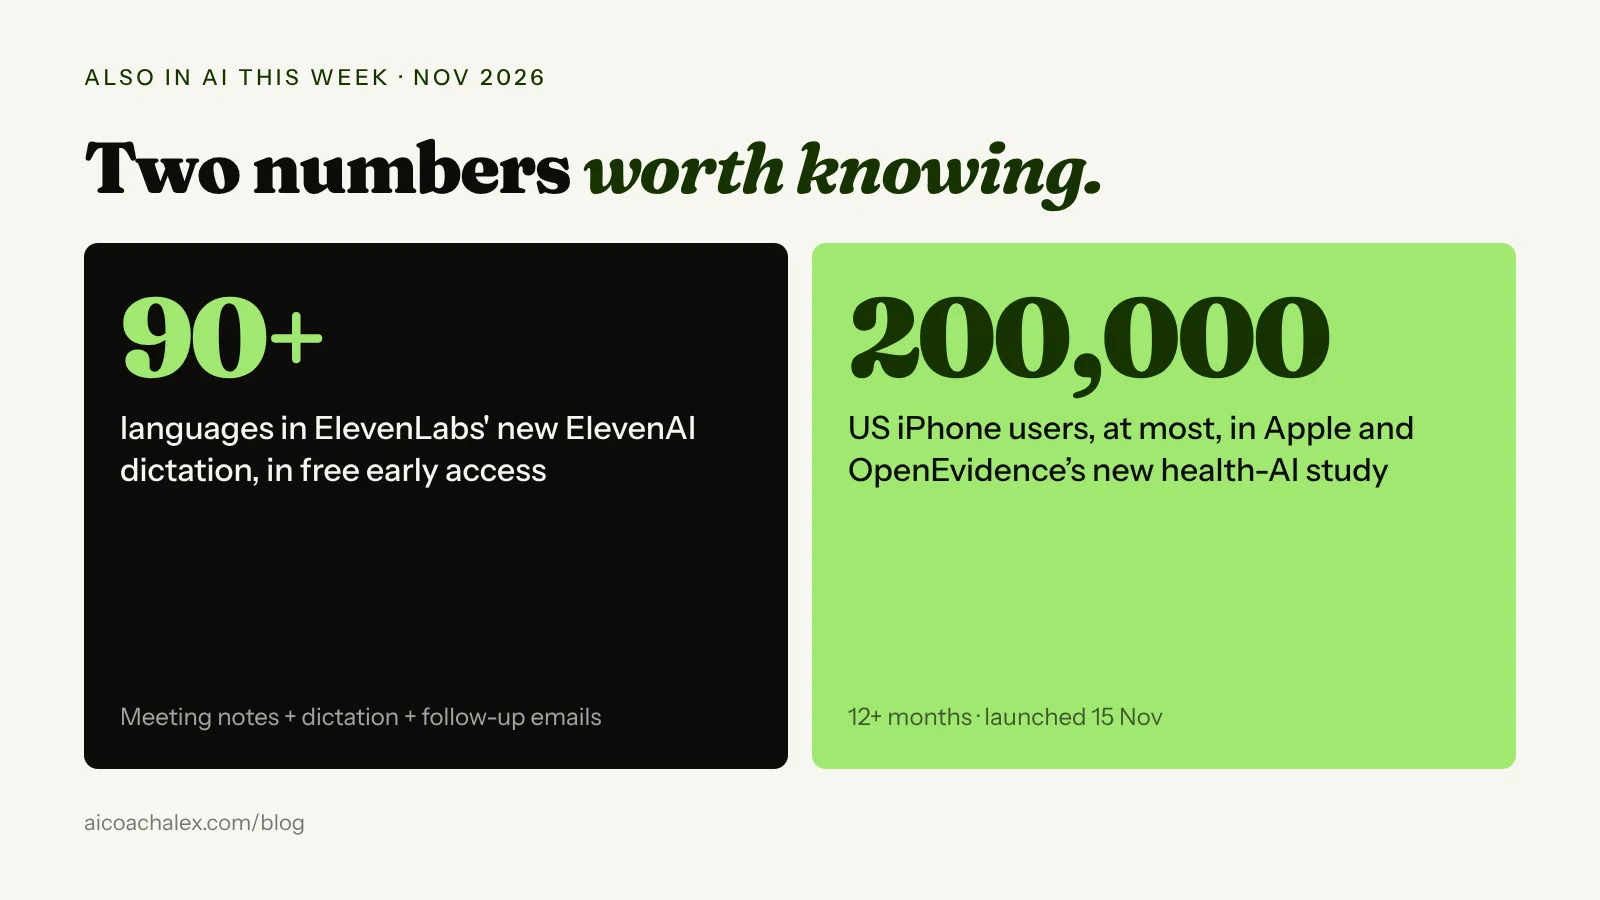 ALSO IN AI THIS WEEK · NOV 2026
Two numbers worth knowing.
90+
languages in ElevenLabs' new ElevenAI
dictation, in free early access
Meeting notes + dictation + follow-up emails
200,000
US iPhone users, at most, in Apple and
OpenEvidence’s new health-AI study
12+ months · launched 15 Nov
aicoachalex.com/blog